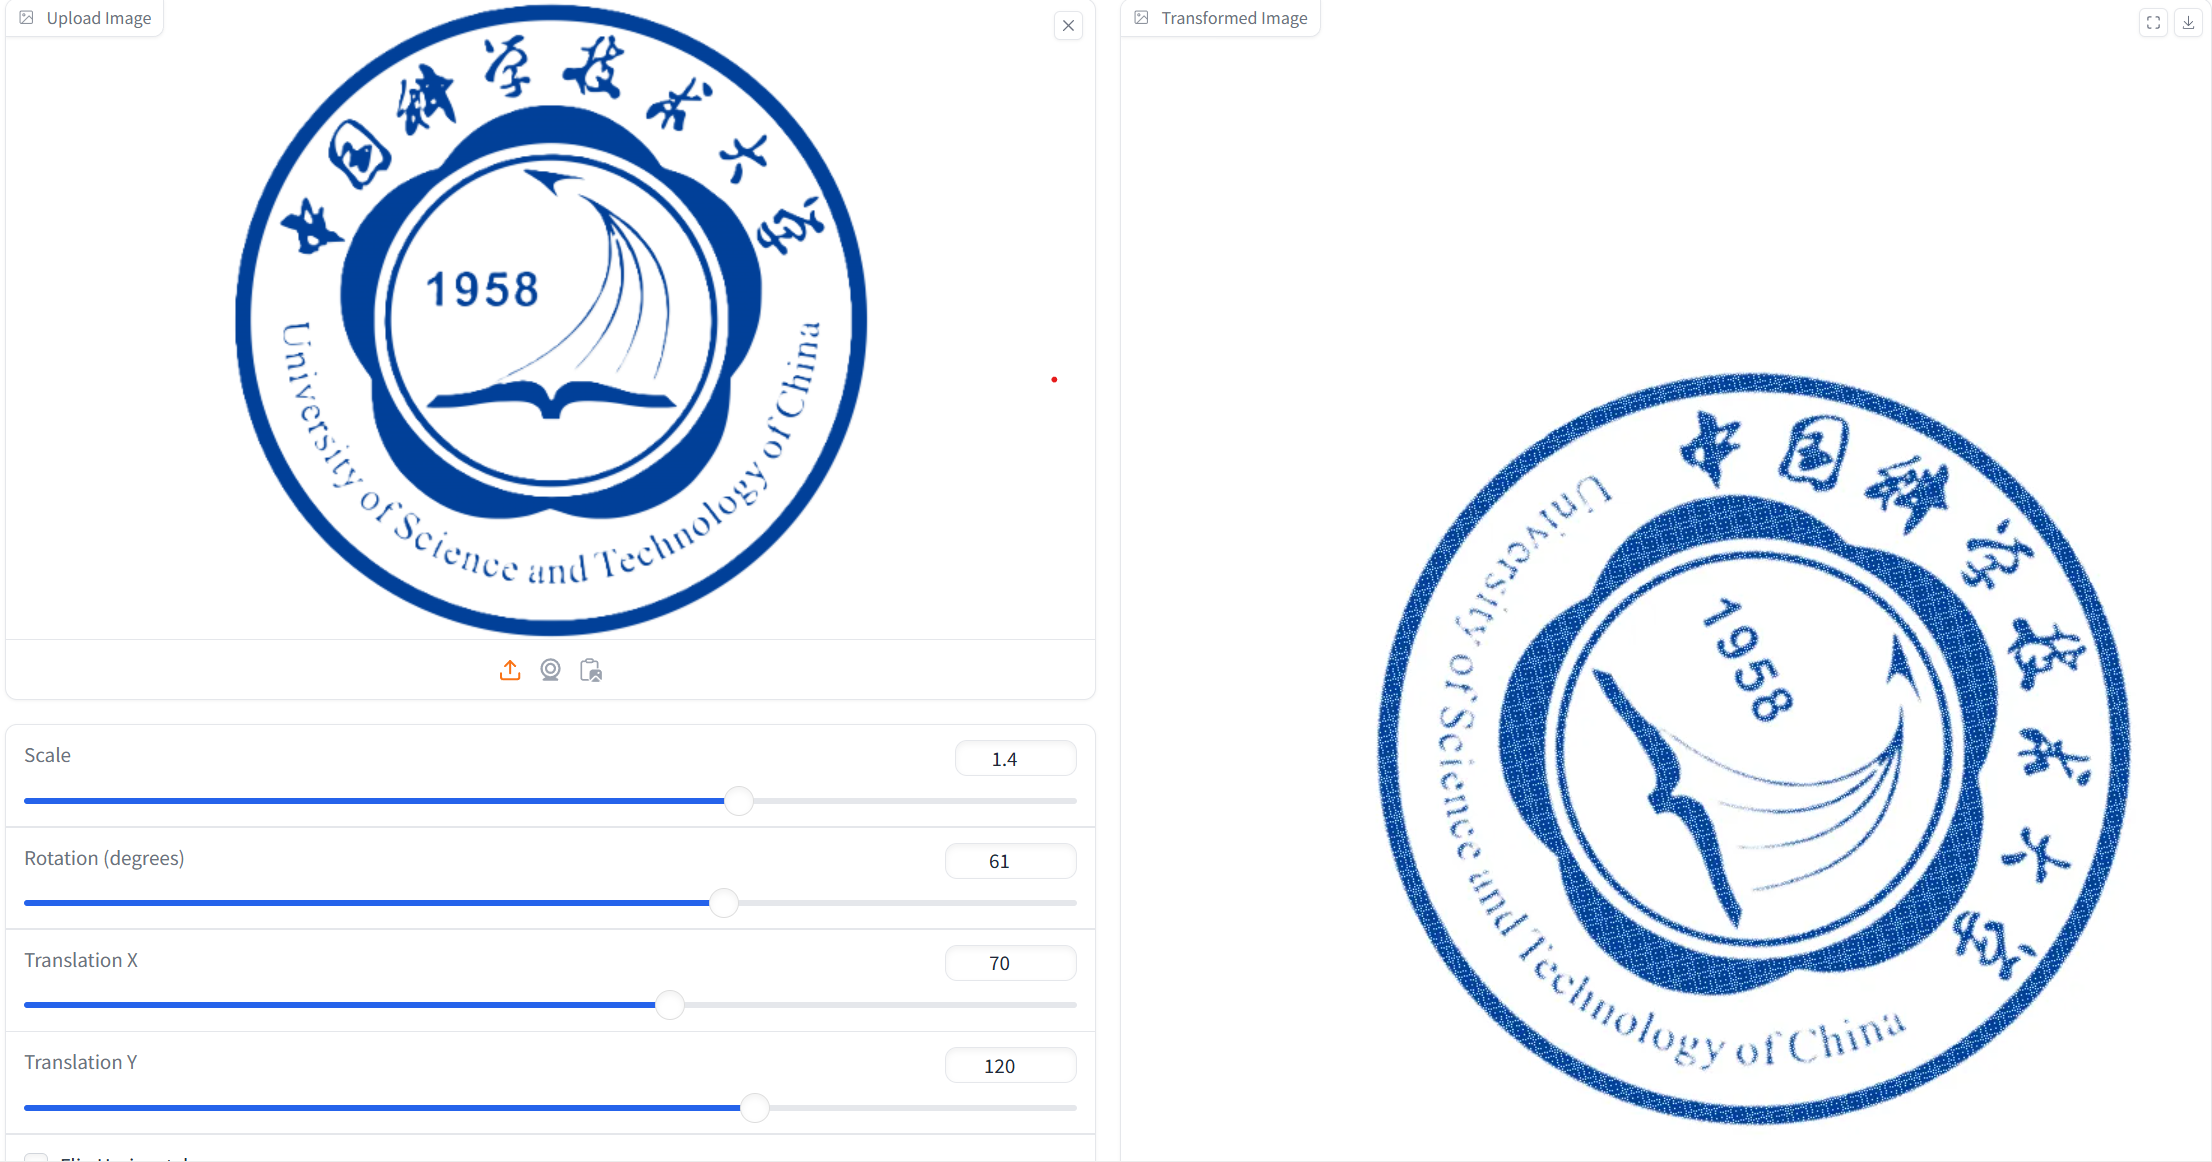 Upload Image
中国科学技术大学
1958
University of Science and Technology of China
Scale
1.4
Rotation (degrees)
61
Translation X
70
Translation Y
120
Transformed Image
中国科学技术大学
1958
University of Science and Technology of China